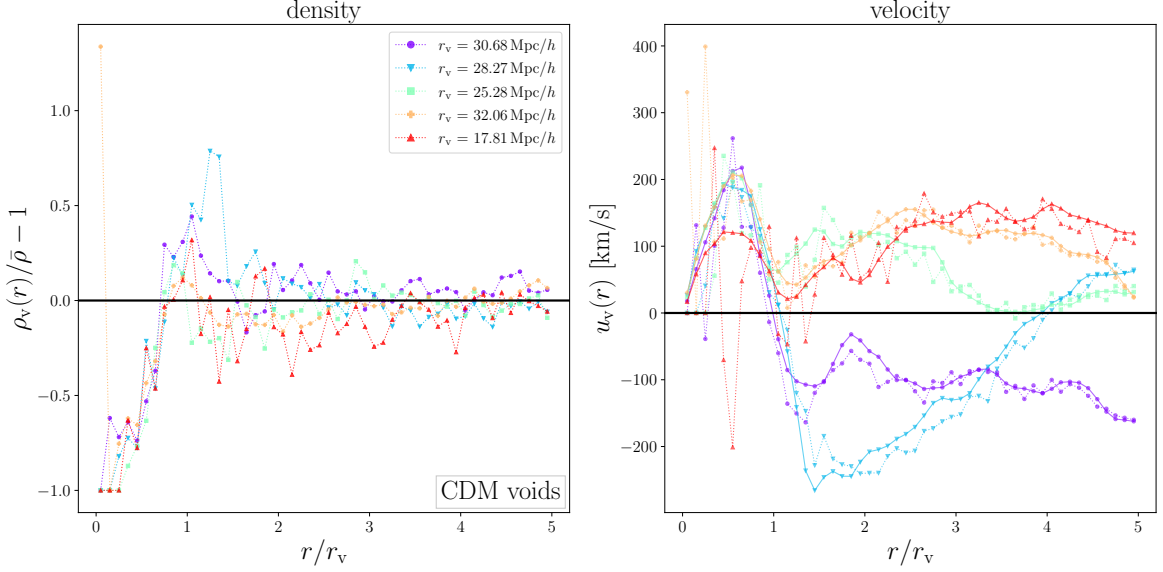 density
velocity
ρ_v(r)/ρ̄ − 1
1.0
0.5
0.0
−0.5
−1.0
r_v = 30.68 Mpc/h
r_v = 28.27 Mpc/h
r_v = 25.28 Mpc/h
r_v = 32.06 Mpc/h
r_v = 17.81 Mpc/h
CDM voids
0 1 2 3 4 5
r/r_v
u_v(r) [km/s]
400
300
200
100
0
−100
−200
0 1 2 3 4 5
r/r_v